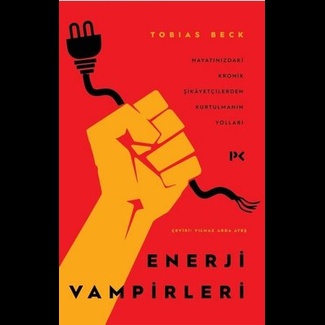 TOBIAS BECK
HAYATINIZDAKİ
KRONİK
ŞİKÂYETÇİLERDEN
KURTULMANIN
YOLLARI
PK
ÇEVİRİ: YILMAZ ARDA ATEŞ
ENERJİ
VAMPİRLERİ